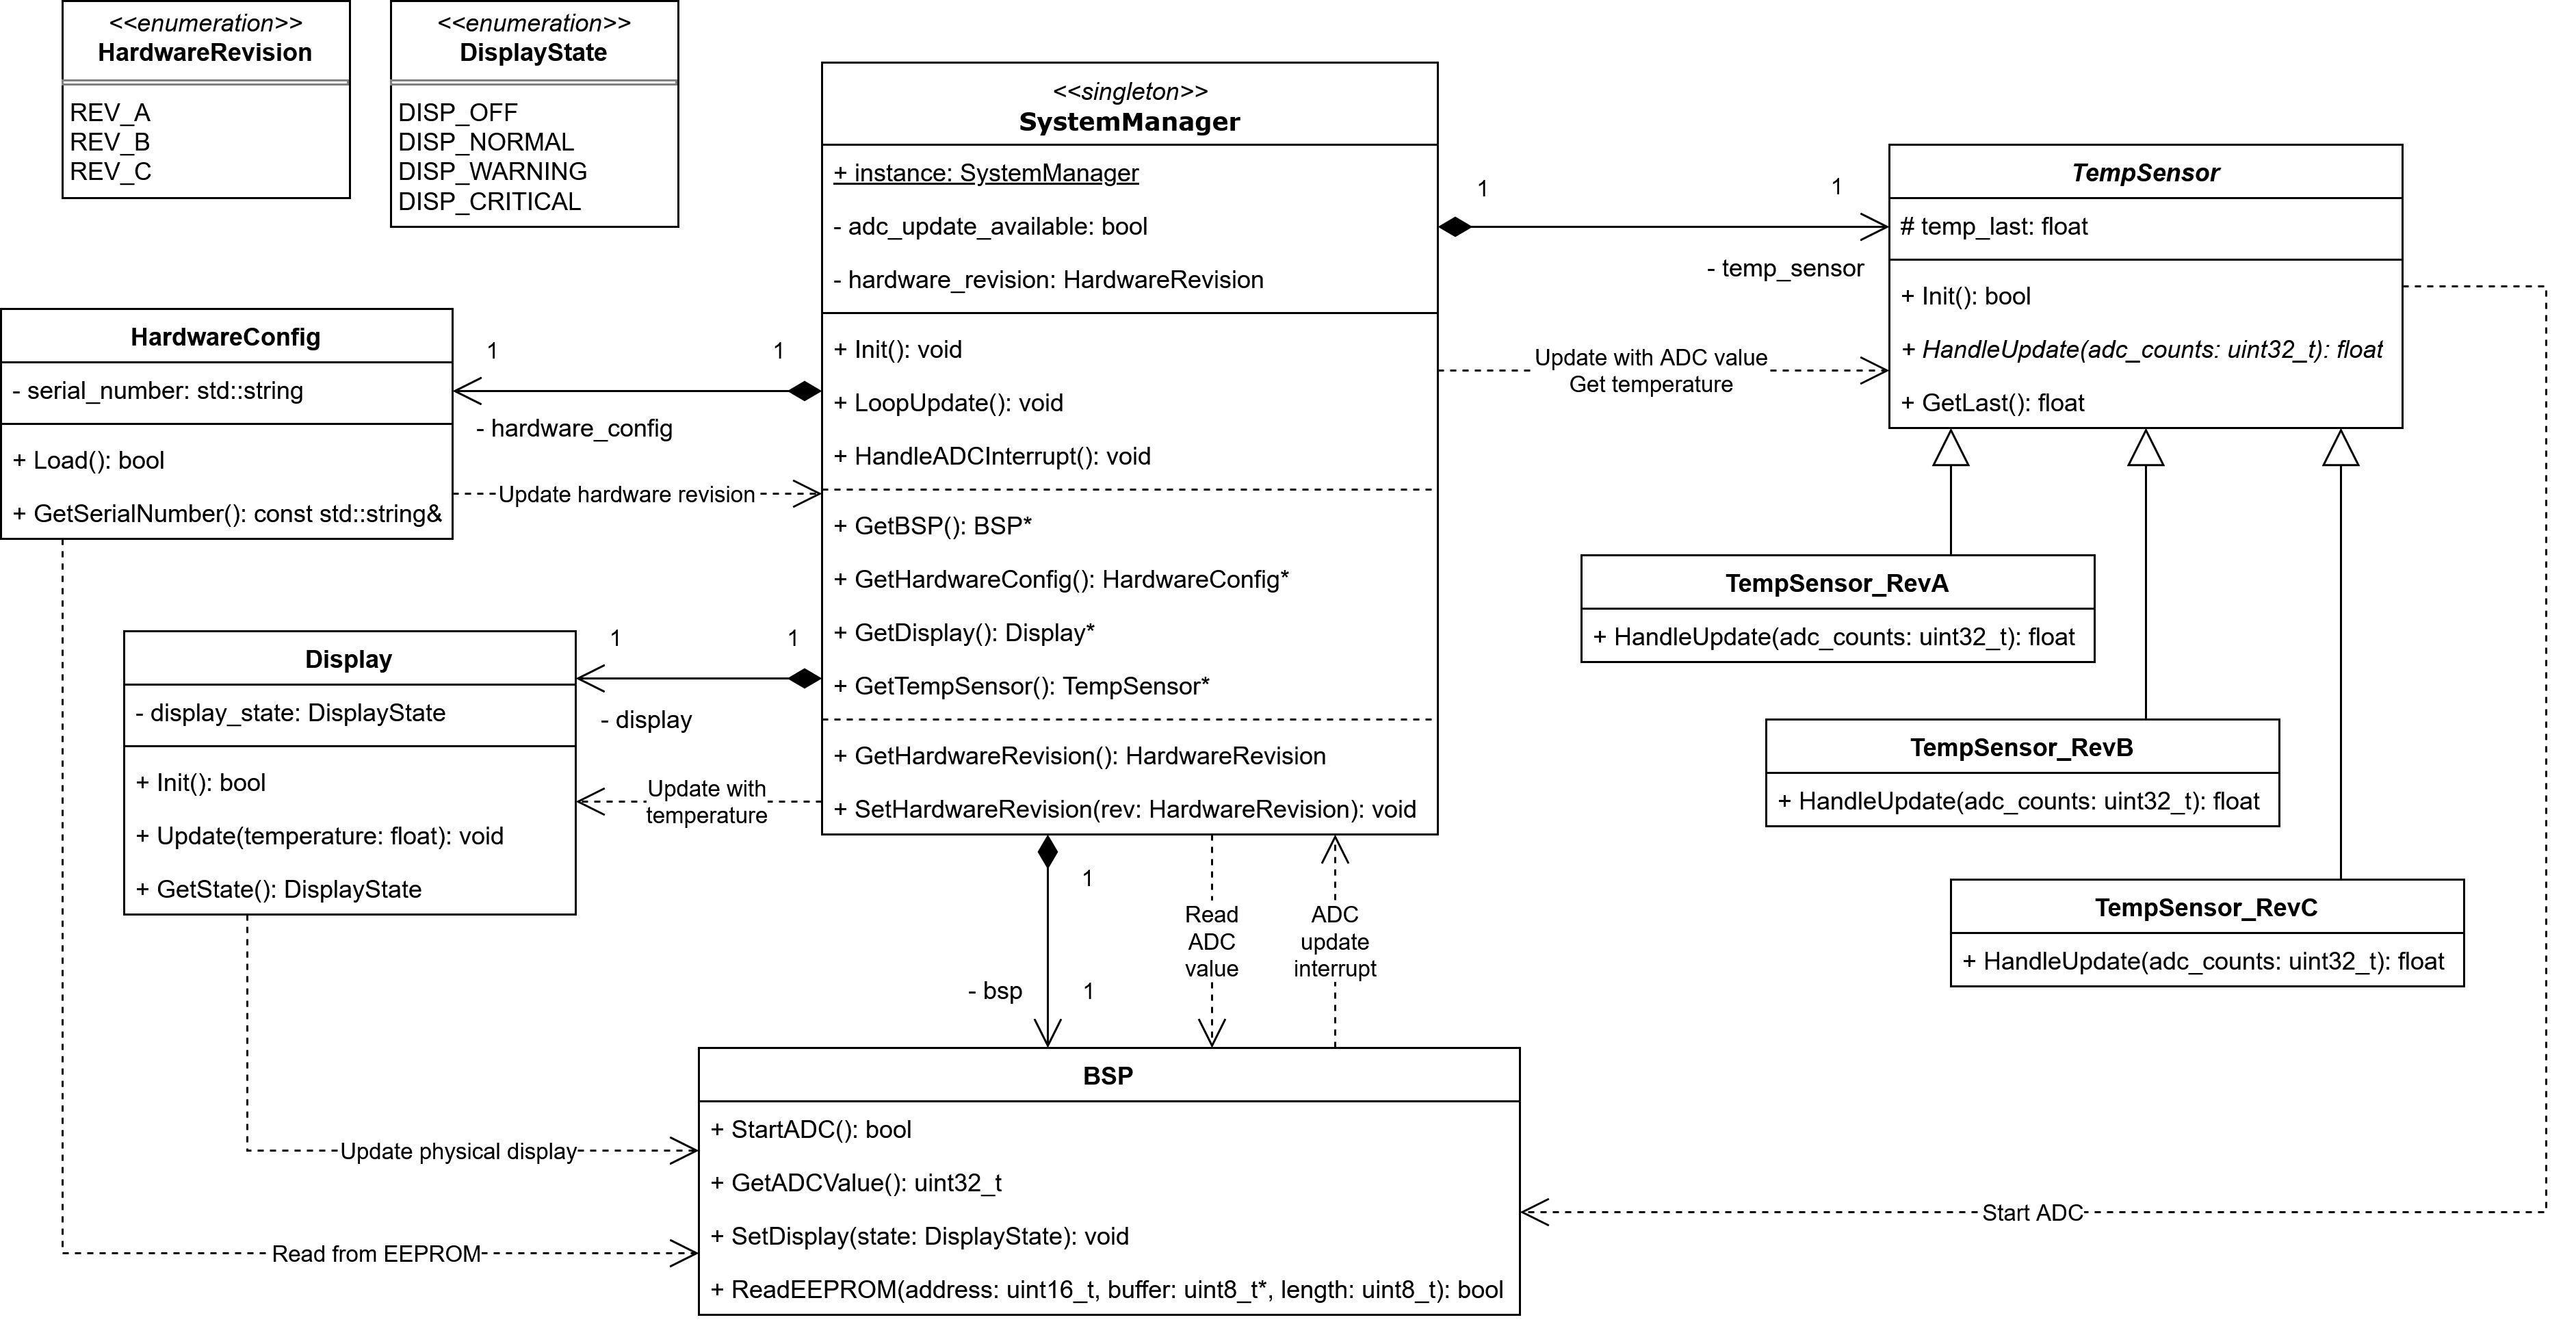 <<enumeration>>
HardwareRevision
REV_A
REV_B
REV_C
<<enumeration>>
DisplayState
DISP_OFF
DISP_NORMAL
DISP_WARNING
DISP_CRITICAL
<<singleton>>
SystemManager
+ instance: SystemManager
- adc_update_available: bool
- hardware_revision: HardwareRevision
+ Init(): void
+ LoopUpdate(): void
+ HandleADCInterrupt(): void
+ GetBSP(): BSP*
+ GetHardwareConfig(): HardwareConfig*
+ GetDisplay(): Display*
+ GetTempSensor(): TempSensor*
+ GetHardwareRevision(): HardwareRevision
+ SetHardwareRevision(rev: HardwareRevision): void
1
1
- temp_sensor
Update with ADC value
Get temperature
TempSensor
# temp_last: float
+ Init(): bool
+ HandleUpdate(adc_counts: uint32_t): float
+ GetLast(): float
HardwareConfig
- serial_number: std::string
+ Load(): bool
+ GetSerialNumber(): const std::string&
1
1
- hardware_config
Update hardware revision
Display
- display_state: DisplayState
+ Init(): bool
+ Update(temperature: float): void
+ GetState(): DisplayState
1
1
- display
Update with
temperature
TempSensor_RevA
+ HandleUpdate(adc_counts: uint32_t): float
TempSensor_RevB
+ HandleUpdate(adc_counts: uint32_t): float
TempSensor_RevC
+ HandleUpdate(adc_counts: uint32_t): float
1
- bsp
1
Read
ADC
value
ADC
update
interrupt
BSP
+ StartADC(): bool
+ GetADCValue(): uint32_t
+ SetDisplay(state: DisplayState): void
+ ReadEEPROM(address: uint16_t, buffer: uint8_t*, length: uint8_t): bool
Update physical display
Read from EEPROM
Start ADC